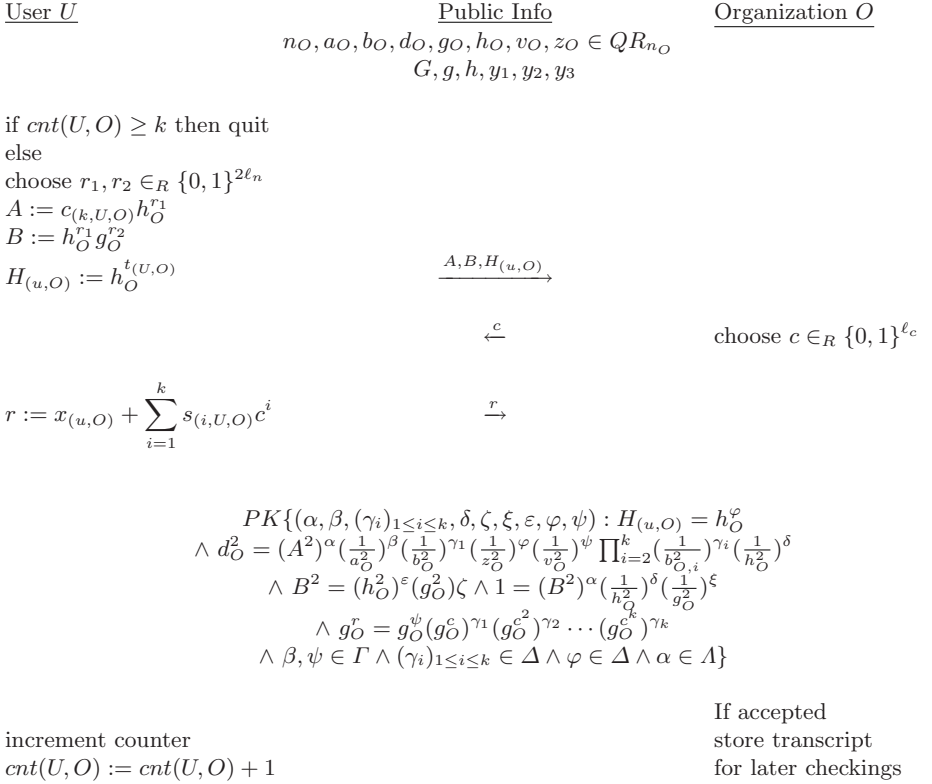 User U Public Info Organization O
n_O, a_O, b_O, d_O, g_O, h_O, v_O, z_O ∈ QR_{n_O}
G, g, h, y_1, y_2, y_3
if cnt(U, O) ≥ k then quit
else
choose r_1, r_2 ∈_R {0, 1}^{2ℓ_n}
A := c_{(k,U,O)} h_O^{r_1}
B := h_O^{r_1} g_O^{r_2}
H_{(u,O)} := h_O^{t_{(U,O)}} A,B,H_{(u,O)} →
← c choose c ∈_R {0, 1}^{ℓ_c}
r := x_{(u,O)} + ∑_{i=1}^{k} s_{(i,U,O)} c^i r →
PK{(α, β, (γ_i)_{1≤i≤k}, δ, ζ, ξ, ε, φ, ψ) : H_{(u,O)} = h_O^φ
∧ d_O^2 = (A^2)^α (1/a_O^2)^β (1/b_O^2)^{γ_1} (1/z_O^2)^φ (1/v_O^2)^ψ ∏_{i=2}^{k} (1/b_{O,i}^2)^{γ_i} (1/h_O^2)^δ
∧ B^2 = (h_O^2)^ε (g_O^2)ζ ∧ 1 = (B^2)^α (1/h_O^2)^δ (1/g_O^2)^ξ
∧ g_O^r = g_O^ψ (g_O^c)^{γ_1} (g_O^{c^2})^{γ_2} ⋯ (g_O^{c^k})^{γ_k}
∧ β, ψ ∈ Γ ∧ (γ_i)_{1≤i≤k} ∈ Δ ∧ φ ∈ Δ ∧ α ∈ Λ}
If accepted
increment counter store transcript
cnt(U, O) := cnt(U, O) + 1 for later checkings